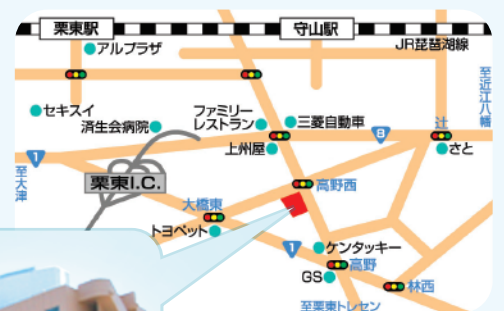 栗東駅
守山駅
アルプラザ
JR琵琶湖線
至近江八幡
セキスイ
済生会病院
ファミリー
レストラン
三菱自動車
8
辻
さと
上州屋
1
至大津
栗東I.C.
高野西
大橋東
トヨペット
1
ケンタッキー
高野
GS
林西
至栗東トレセン